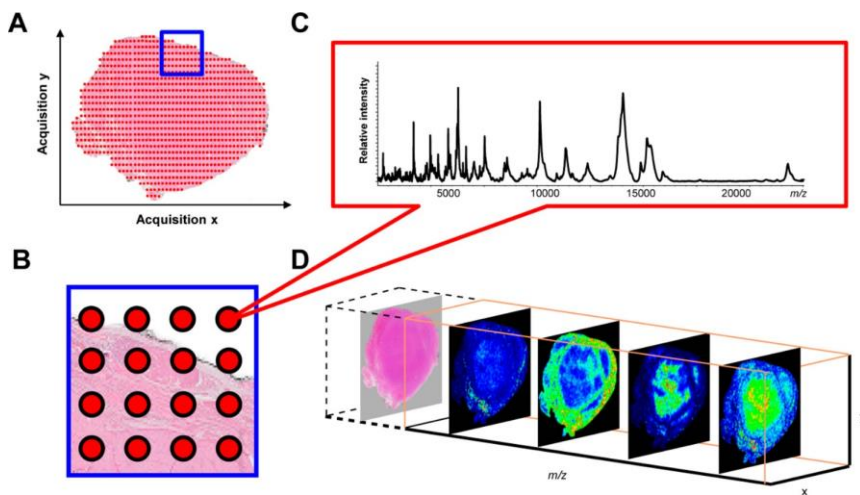 A
Acquisition y
Acquisition x
C
Relative intensity
5000
10000
15000
20000
m/z
B
D
m/z
x